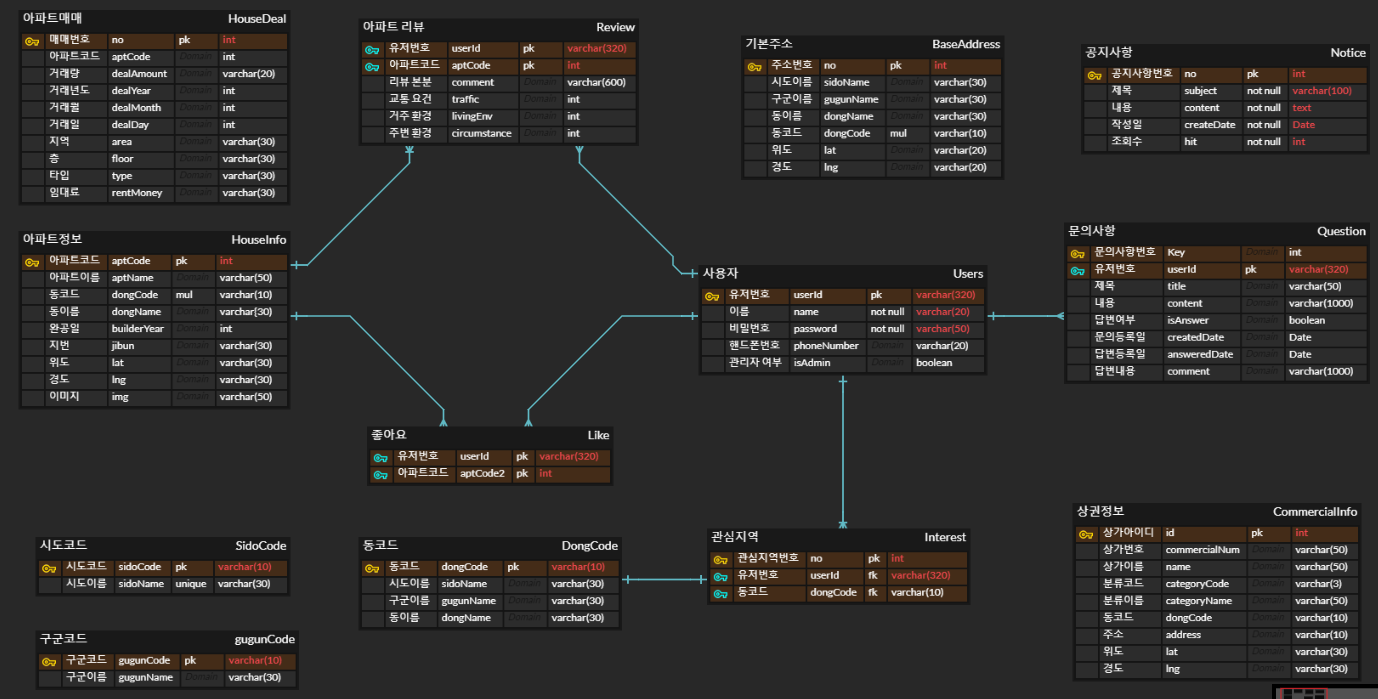 아파트매매 HouseDeal
매매번호 no pk int
아파트코드 aptCode Domain int
거래량 dealAmount Domain varchar(20)
거래년도 dealYear Domain int
거래월 dealMonth Domain int
거래일 dealDay Domain int
지역 area Domain varchar(30)
층 floor Domain varchar(30)
타입 type Domain varchar(30)
임대료 rentMoney Domain varchar(30)
아파트 리뷰 Review
유저번호 userId pk varchar(320)
아파트코드 aptCode pk int
리뷰 본문 comment Domain varchar(600)
교통 요건 traffic Domain int
거주 환경 livingEnv Domain int
주변 환경 circumstance Domain int
기본주소 BaseAddress
주소번호 no pk int
시도이름 sidoName Domain varchar(30)
구군이름 gugunName Domain varchar(30)
동이름 dongName Domain varchar(30)
동코드 dongCode mul varchar(10)
위도 lat Domain varchar(20)
경도 lng Domain varchar(20)
공지사항 Notice
공지사항번호 no pk int
제목 subject not null varchar(100)
내용 content not null text
작성일 createDate not null Date
조회수 hit not null int
아파트정보 HouseInfo
아파트코드 aptCode pk int
아파트이름 aptName Domain varchar(50)
동코드 dongCode mul varchar(10)
동이름 dongName Domain varchar(30)
완공일 builderYear Domain int
지번 jibun Domain varchar(30)
위도 lat Domain varchar(30)
경도 lng Domain varchar(30)
이미지 img Domain varchar(50)
사용자 Users
유저번호 userId pk varchar(320)
이름 name not null varchar(20)
비밀번호 password not null varchar(50)
핸드폰번호 phoneNumber Domain varchar(20)
관리자 여부 isAdmin Domain boolean
문의사항 Question
문의사항번호 Key Domain int
유저번호 userId pk varchar(320)
제목 title Domain varchar(50)
내용 content Domain varchar(1000)
답변여부 isAnswer Domain boolean
문의등록일 createdDate Domain Date
답변등록일 answeredDate Domain Date
답변내용 comment Domain varchar(1000)
좋아요 Like
유저번호 userId pk varchar(320)
아파트코드 aptCode2 pk int
시도코드 SidoCode
시도코드 sidoCode pk varchar(10)
시도이름 sidoName unique varchar(30)
동코드 DongCode
동코드 dongCode pk varchar(10)
시도이름 sidoName Domain varchar(30)
구군이름 gugunName Domain varchar(30)
동이름 dongName Domain varchar(30)
관심지역 Interest
관심지역번호 no pk int
유저번호 userId fk varchar(320)
동코드 dongCode fk varchar(10)
상권정보 CommercialInfo
상가아이디 id pk int
상가번호 commercialNum Domain varchar(50)
상가이름 name Domain varchar(50)
분류코드 categoryCode Domain varchar(3)
분류이름 categoryName Domain varchar(50)
동코드 dongCode Domain varchar(10)
주소 address Domain varchar(10)
위도 lat Domain varchar(30)
경도 lng Domain varchar(30)
구군코드 gugunCode
구군코드 gugunCode pk varchar(10)
구군이름 gugunName Domain varchar(30)